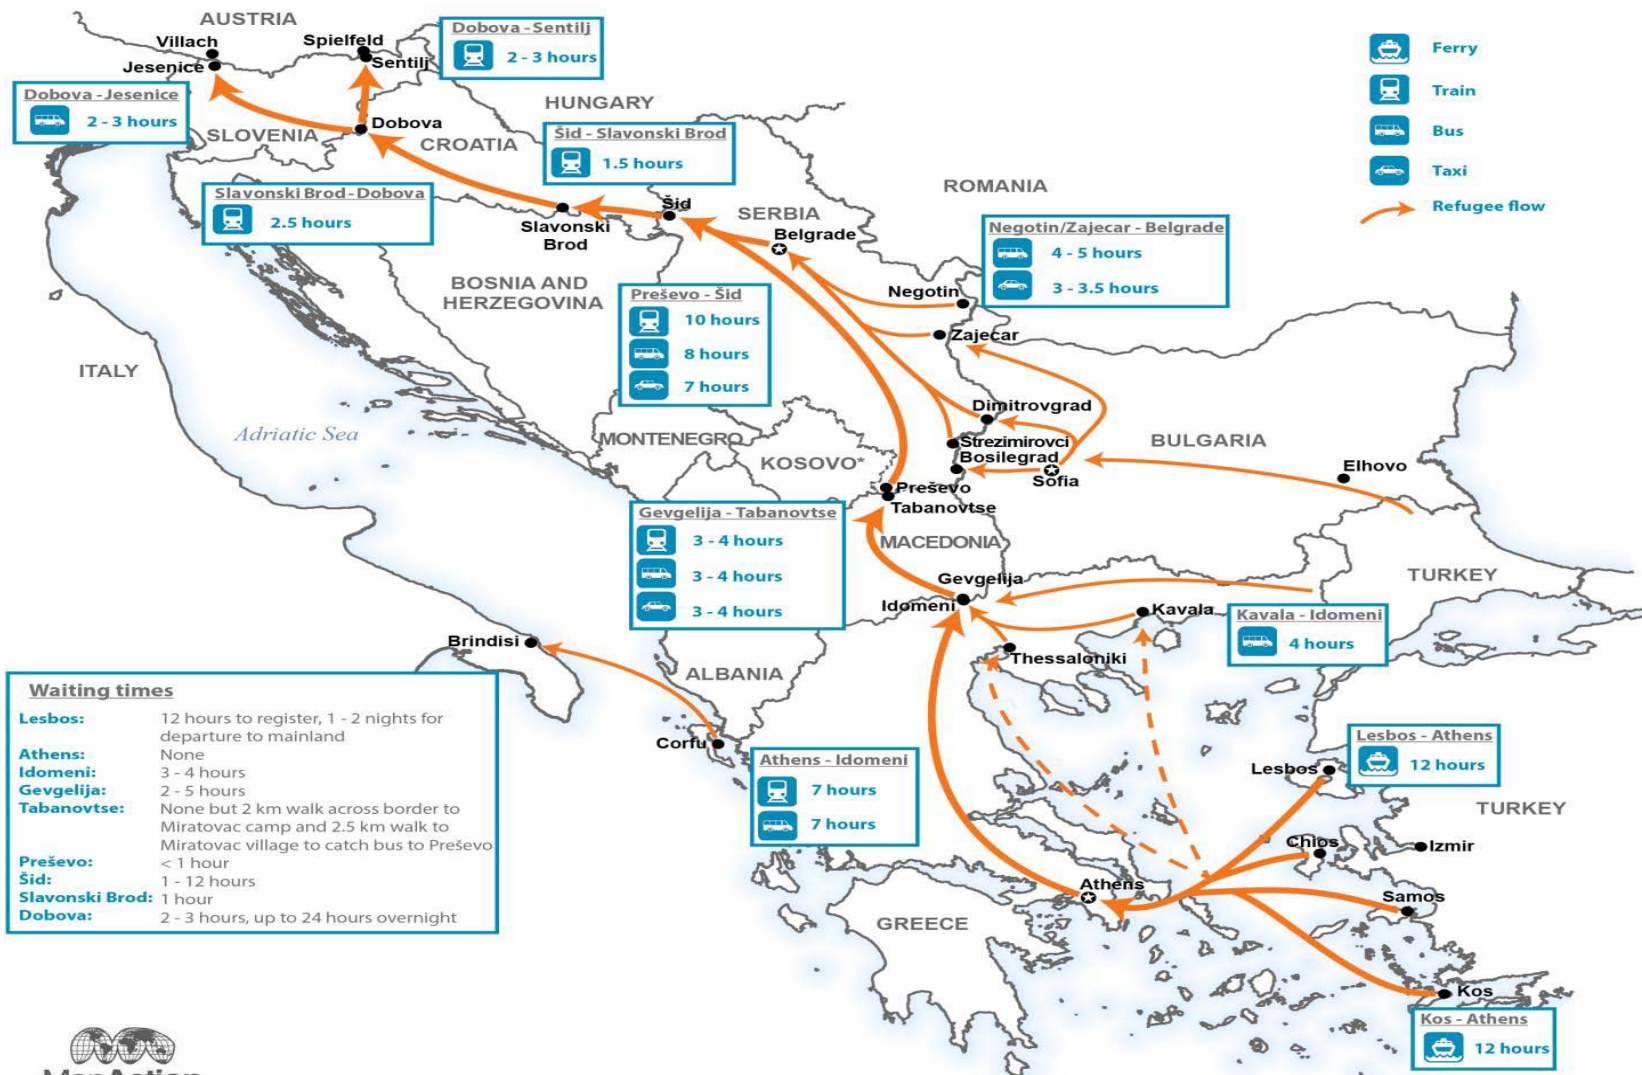 AUSTRIA
Villach
Jesenice
Spielfeld
Sentilj
Dobova - Sentilj
2 - 3 hours
Dobova - Jesenice
2 - 3 hours
SLOVENIA
Dobova
CROATIA
HUNGARY
Šid - Slavonski Brod
1.5 hours
Slavonski Brod - Dobova
2.5 hours
Slavonski
Brod
Šid
SERBIA
Belgrade
ROMANIA
Negotin/Zajecar - Belgrade
4 - 5 hours
3 - 3.5 hours
Ferry
Train
Bus
Taxi
Refugee flow
BOSNIA AND
HERZEGOVINA
Preševo - Šid
10 hours
8 hours
7 hours
Negotin
Zajecar
ITALY
Adriatic Sea
MONTENEGRO
KOSOVO*
Dimitrovgrad
Strezimirovci
Bosilegrad
Sofia
BULGARIA
Elhovo
Preševo
Tabanovtse
Gevgelija - Tabanovtse
3 - 4 hours
3 - 4 hours
3 - 4 hours
MACEDONIA
Gevgelija
Idomeni
TURKEY
Kavala
Kavala - Idomeni
4 hours
Thessaloniki
Brindisi
ALBANIA
Corfu
Athens - Idomeni
7 hours
7 hours
Lesbos - Athens
12 hours
Lesbos
TURKEY
Chios
Izmir
Athens
Samos
GREECE
Kos
Kos - Athens
12 hours
Waiting times
Lesbos: 12 hours to register, 1 - 2 nights for
departure to mainland
Athens: None
Idomeni: 3 - 4 hours
Gevgelija: 2 - 5 hours
Tabanovtse: None but 2 km walk across border to
Miratovac camp and 2.5 km walk to
Miratovac village to catch bus to Preševo
Preševo: < 1 hour
Šid: 1 - 12 hours
Slavonski Brod: 1 hour
Dobova: 2 - 3 hours, up to 24 hours overnight
MapAction